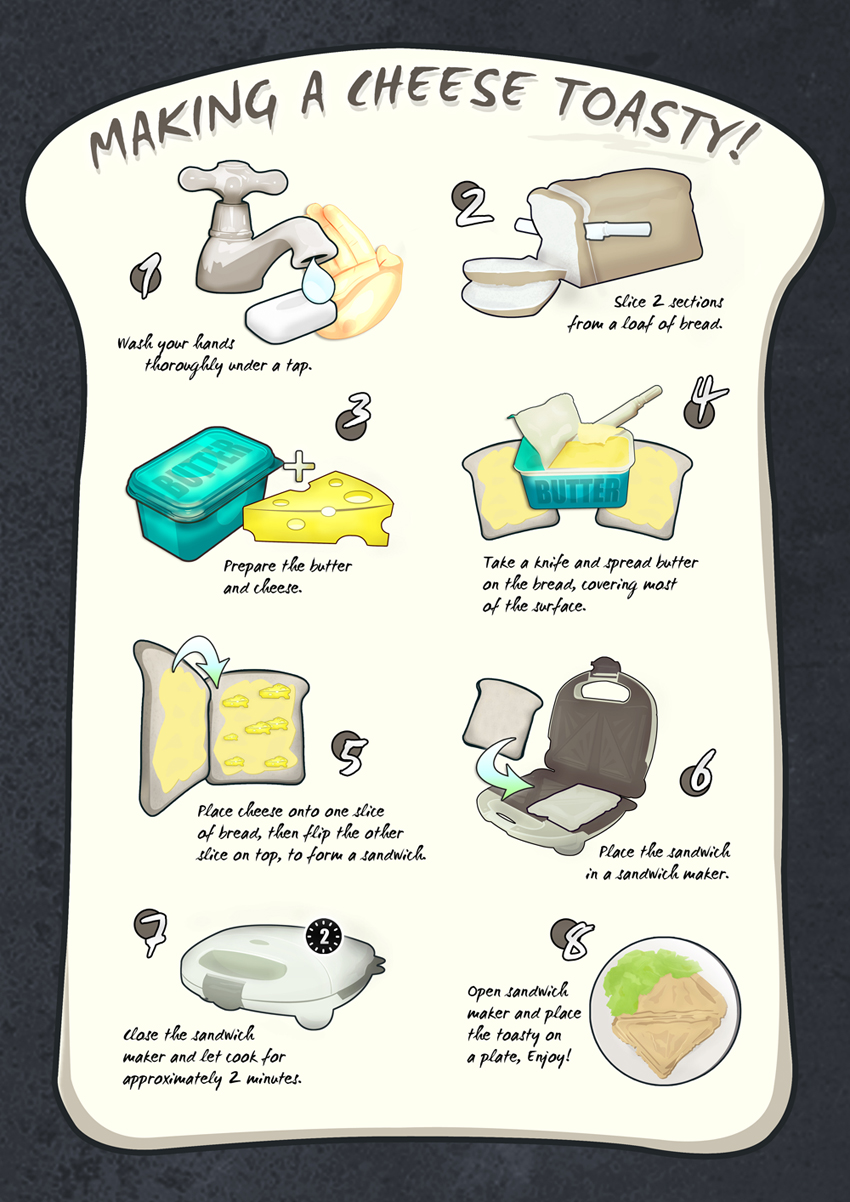 MAKING A CHEESE TOASTY!
1
Wash your hands
thoroughly under a tap.
2
Slice 2 sections
from a loaf of bread.
3
BUTTER
+
Prepare the butter
and cheese.
4
BUTTER
Take a knife and spread butter
on the bread, covering most
of the surface.
5
Place cheese onto one slice
of bread, then flip the other
slice on top, to form a sandwich.
6
Place the sandwich
in a sandwich maker.
7
2
Close the sandwich
maker and let cook for
approximately 2 minutes.
8
Open sandwich
maker and place
the toasty on
a plate, Enjoy!